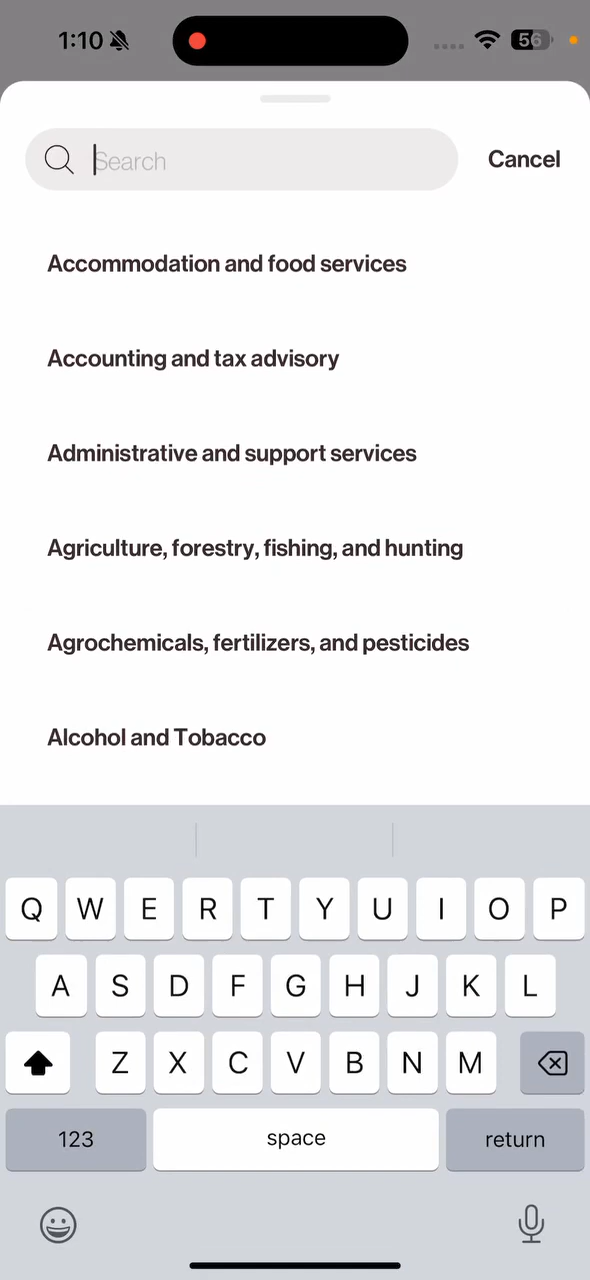 1:10
56
Search
Cancel
Accommodation and food services
Accounting and tax advisory
Administrative and support services
Agriculture, forestry, fishing, and hunting
Agrochemicals, fertilizers, and pesticides
Alcohol and Tobacco
Q W E R T Y U I O P
A S D F G H J K L
Z X C V B N M
123 space return